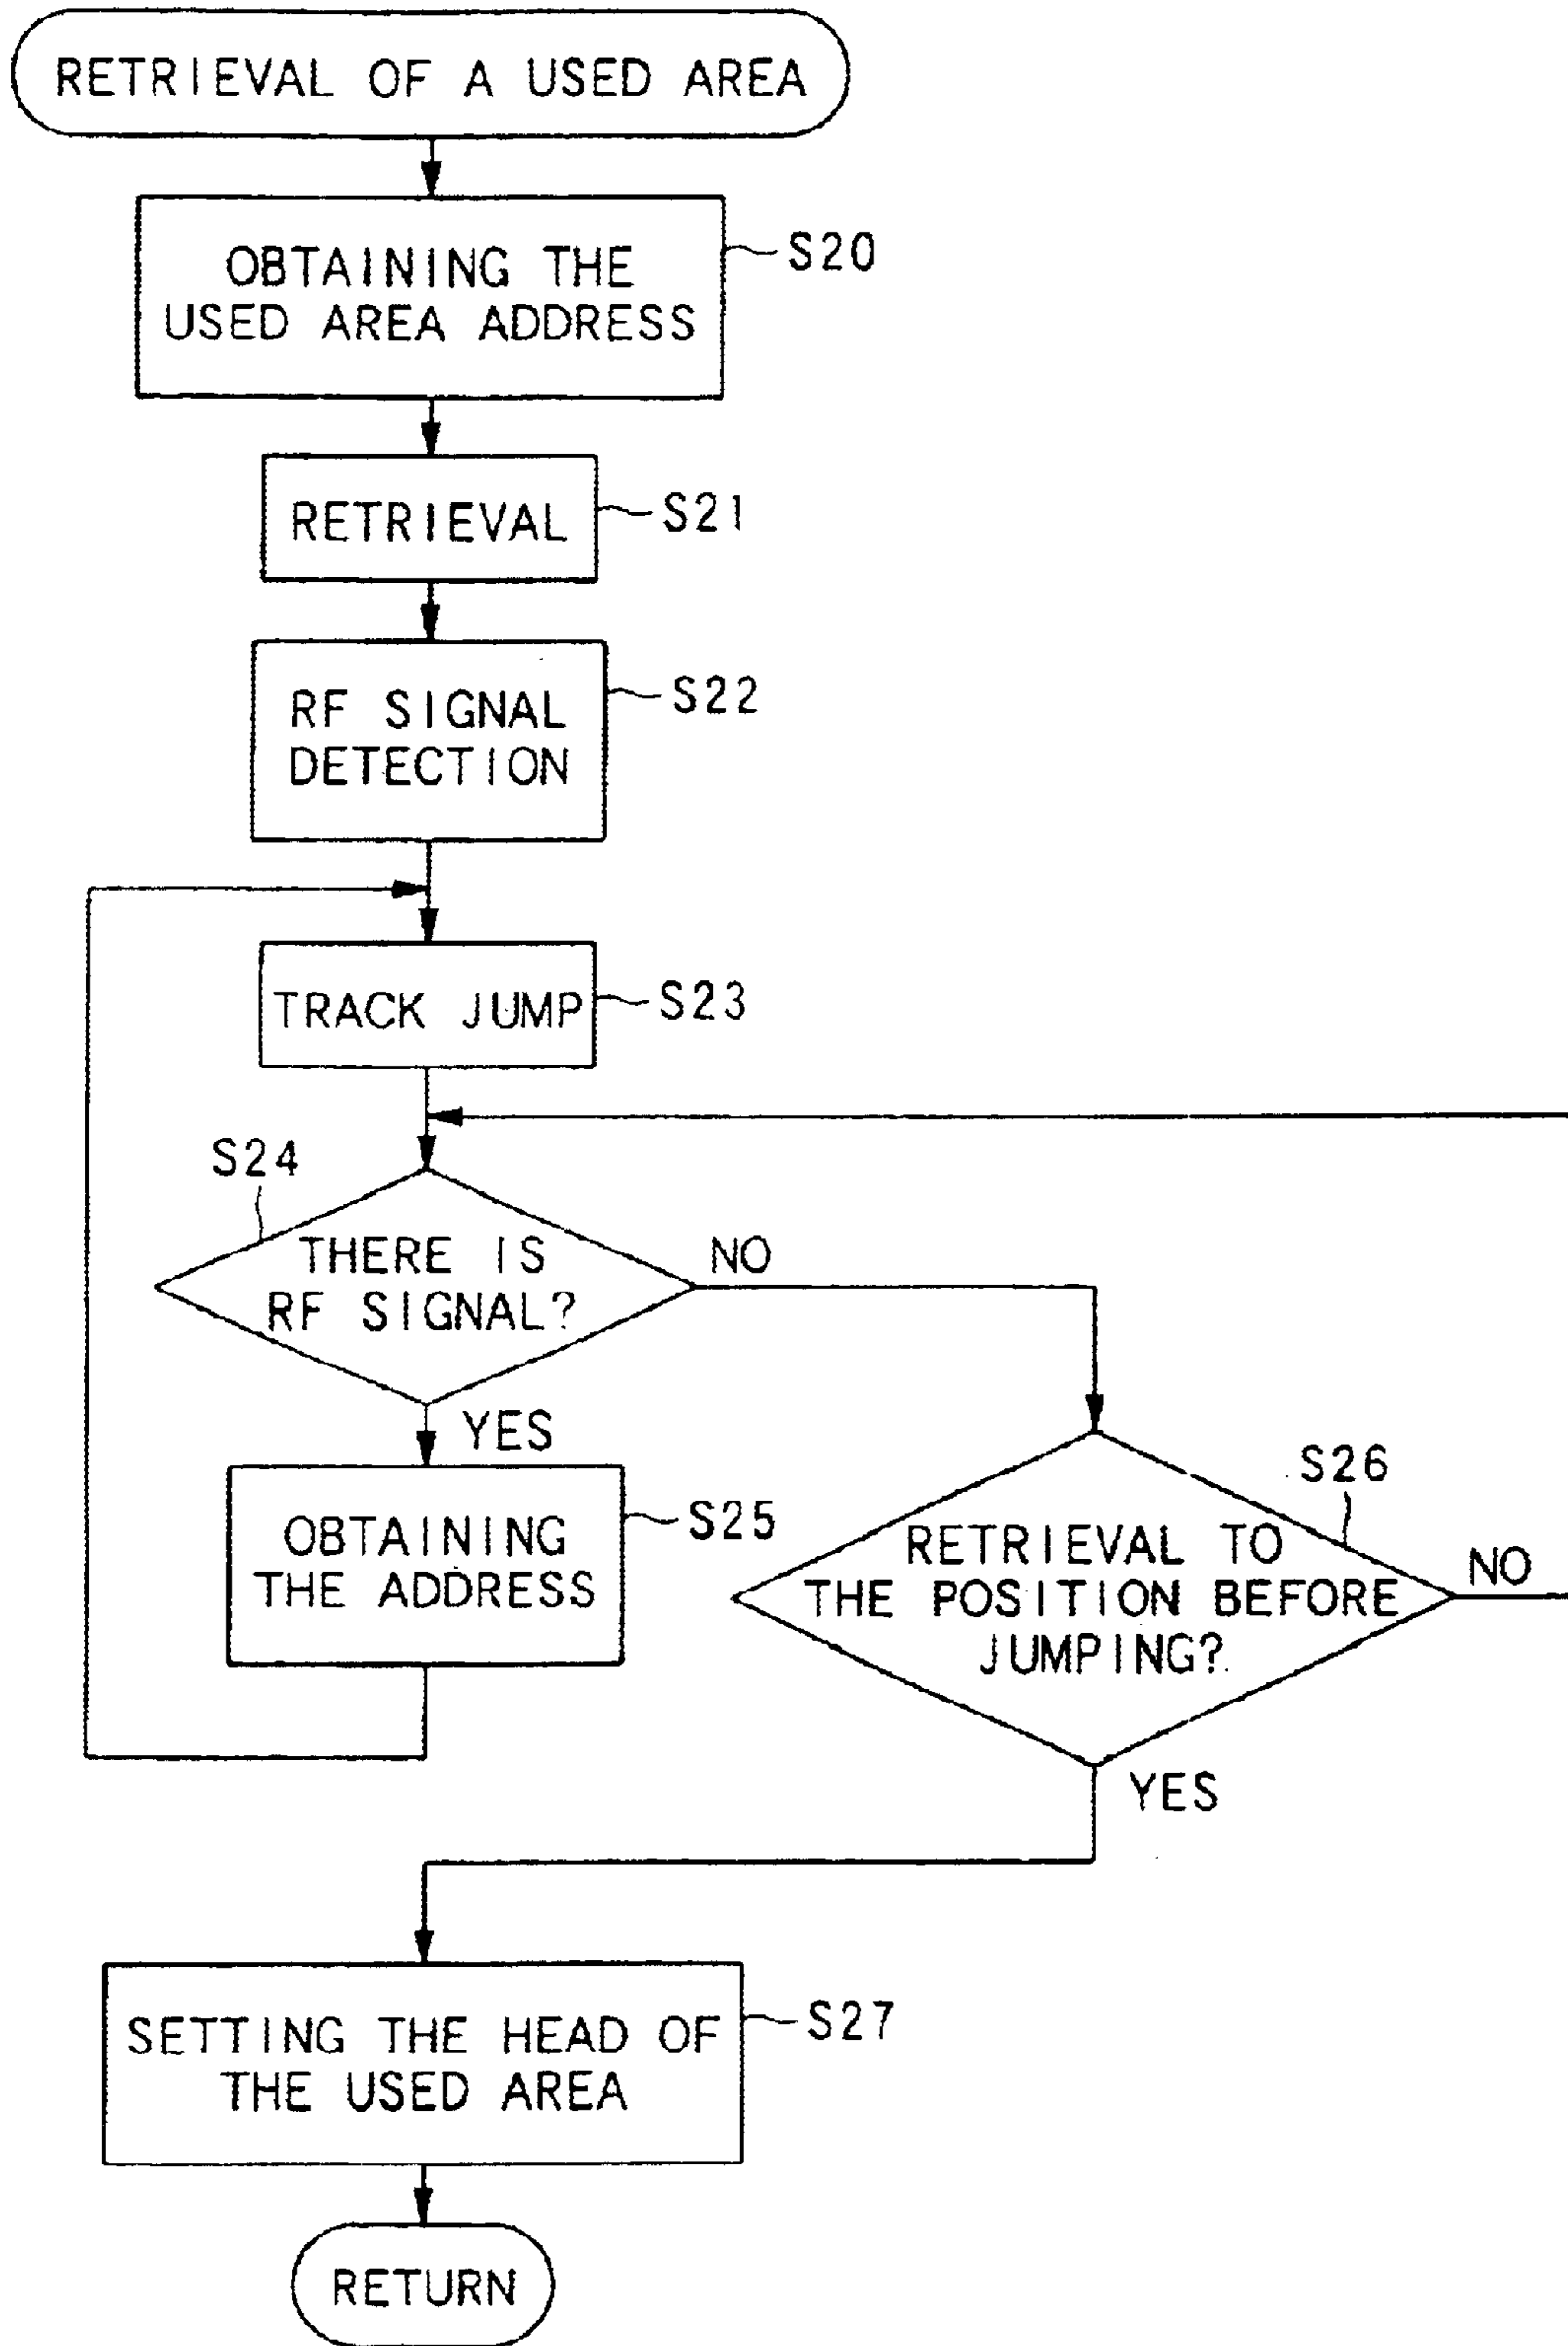 RETRIEVAL OF A USED AREA
OBTAINING THE
USED AREA ADDRESS
S20
RETRIEVAL
S21
RF SIGNAL
DETECTION
S22
TRACK JUMP
S23
S24
THERE IS
RF SIGNAL?
NO
YES
OBTAINING
THE ADDRESS
S25
S26
RETRIEVAL TO
THE POSITION BEFORE
JUMPING?
NO
YES
SETTING THE HEAD OF
THE USED AREA
S27
RETURN